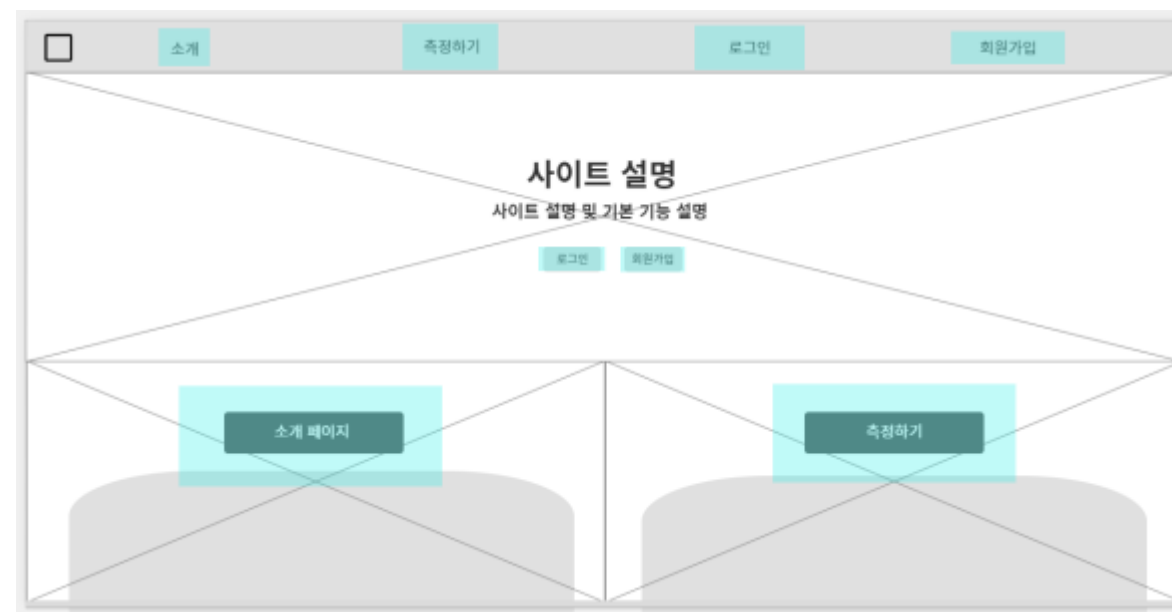 소개 측정하기 로그인 회원가입
사이트 설명
사이트 설명 및 기본 기능 설명
로그인 회원가입
소개 페이지 측정하기